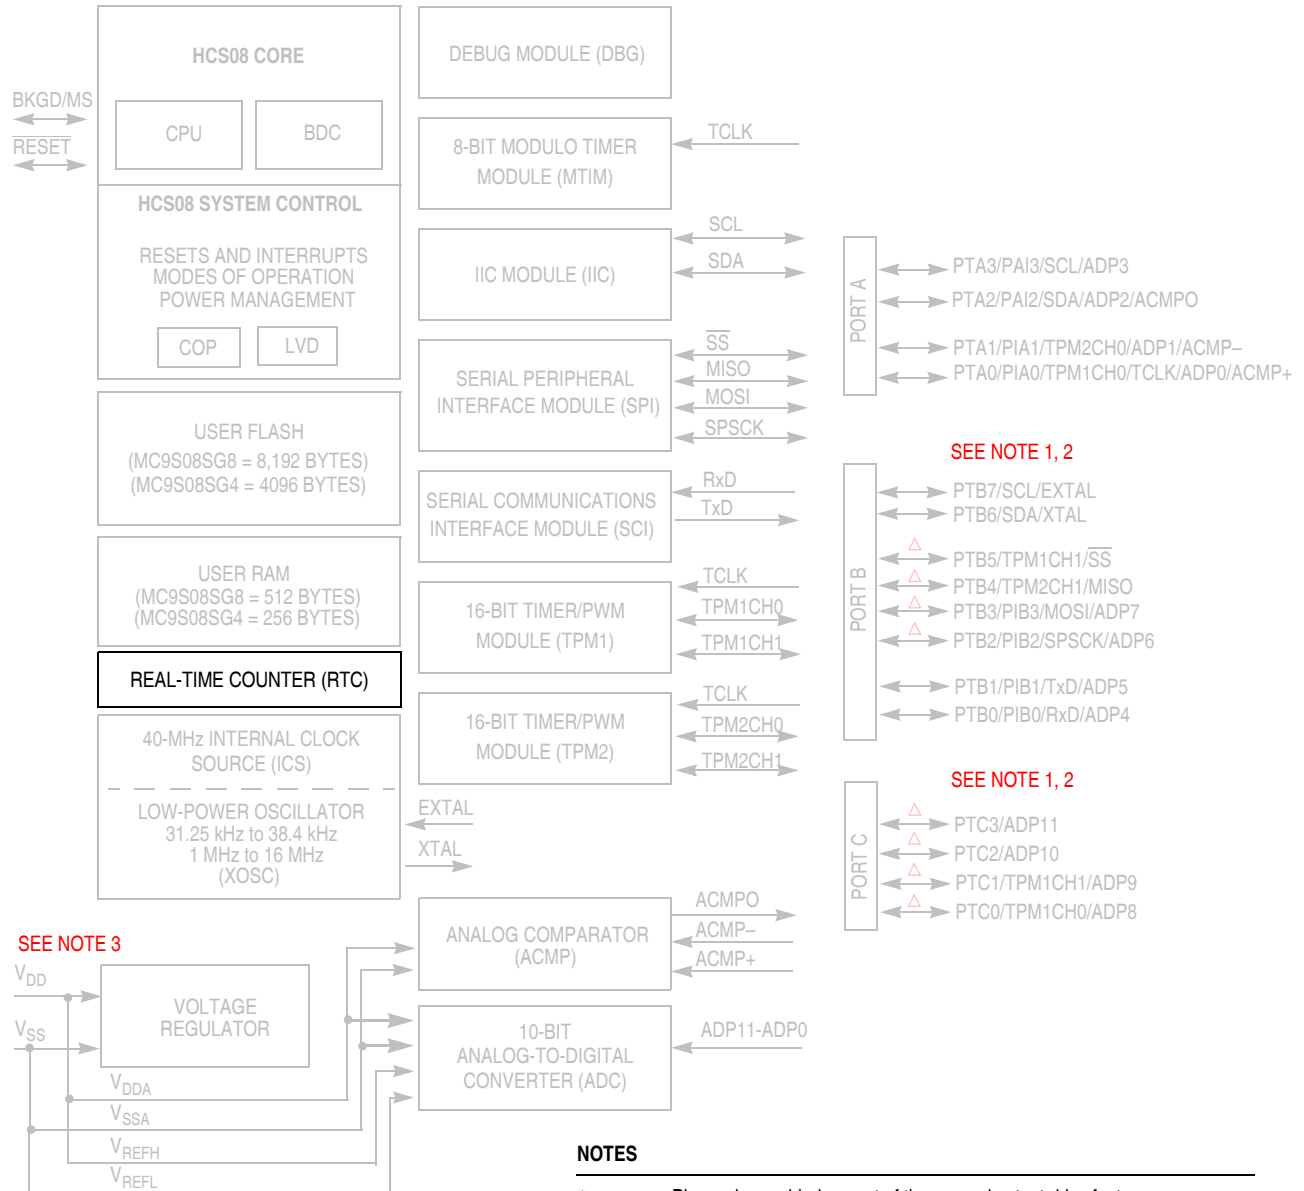 HCS08 CORE
CPU
BDC
BKGD/MS
RESET
HCS08 SYSTEM CONTROL
RESETS AND INTERRUPTS
MODES OF OPERATION
POWER MANAGEMENT
COP
LVD
USER FLASH
(MC9S08SG8 = 8,192 BYTES)
(MC9S08SG4 = 4096 BYTES)
USER RAM
(MC9S08SG8 = 512 BYTES)
(MC9S08SG4 = 256 BYTES)
REAL-TIME COUNTER (RTC)
40-MHz INTERNAL CLOCK
SOURCE (ICS)
LOW-POWER OSCILLATOR
31.25 kHz to 38.4 kHz
1 MHz to 16 MHz
(XOSC)
EXTAL
XTAL
SEE NOTE 3
VDD
VSS
VOLTAGE
REGULATOR
VDDA
VSSA
VREFH
VREFL
DEBUG MODULE (DBG)
8-BIT MODULO TIMER
MODULE (MTIM)
TCLK
IIC MODULE (IIC)
SCL
SDA
SERIAL PERIPHERAL
INTERFACE MODULE (SPI)
SS
MISO
MOSI
SPSCK
SERIAL COMMUNICATIONS
INTERFACE MODULE (SCI)
RxD
TxD
16-BIT TIMER/PWM
MODULE (TPM1)
TCLK
TPM1CH0
TPM1CH1
16-BIT TIMER/PWM
MODULE (TPM2)
TCLK
TPM2CH0
TPM2CH1
ANALOG COMPARATOR
(ACMP)
ACMPO
ACMP–
ACMP+
10-BIT
ANALOG-TO-DIGITAL
CONVERTER (ADC)
ADP11-ADP0
PORT A
PTA3/PAI3/SCL/ADP3
PTA2/PAI2/SDA/ADP2/ACMPO
PTA1/PIA1/TPM2CH0/ADP1/ACMP–
PTA0/PIA0/TPM1CH0/TCLK/ADP0/ACMP+
SEE NOTE 1, 2
PORT B
PTB7/SCL/EXTAL
PTB6/SDA/XTAL
PTB5/TPM1CH1/SS
PTB4/TPM2CH1/MISO
PTB3/PIB3/MOSI/ADP7
PTB2/PIB2/SPSCK/ADP6
PTB1/PIB1/TxD/ADP5
PTB0/PIB0/RxD/ADP4
SEE NOTE 1, 2
PORT C
PTC3/ADP11
PTC2/ADP10
PTC1/TPM1CH1/ADP9
PTC0/TPM1CH0/ADP8
NOTES